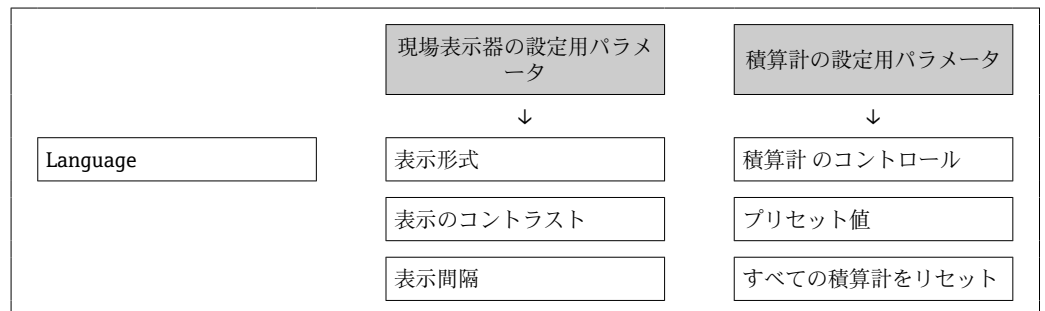 現場表示器の設定用パラメ
ータ
積算計の設定用パラメータ
↓
↓
Language
表示形式
積算計 のコントロール
表示のコントラスト
プリセット値
表示間隔
すべての積算計をリセット